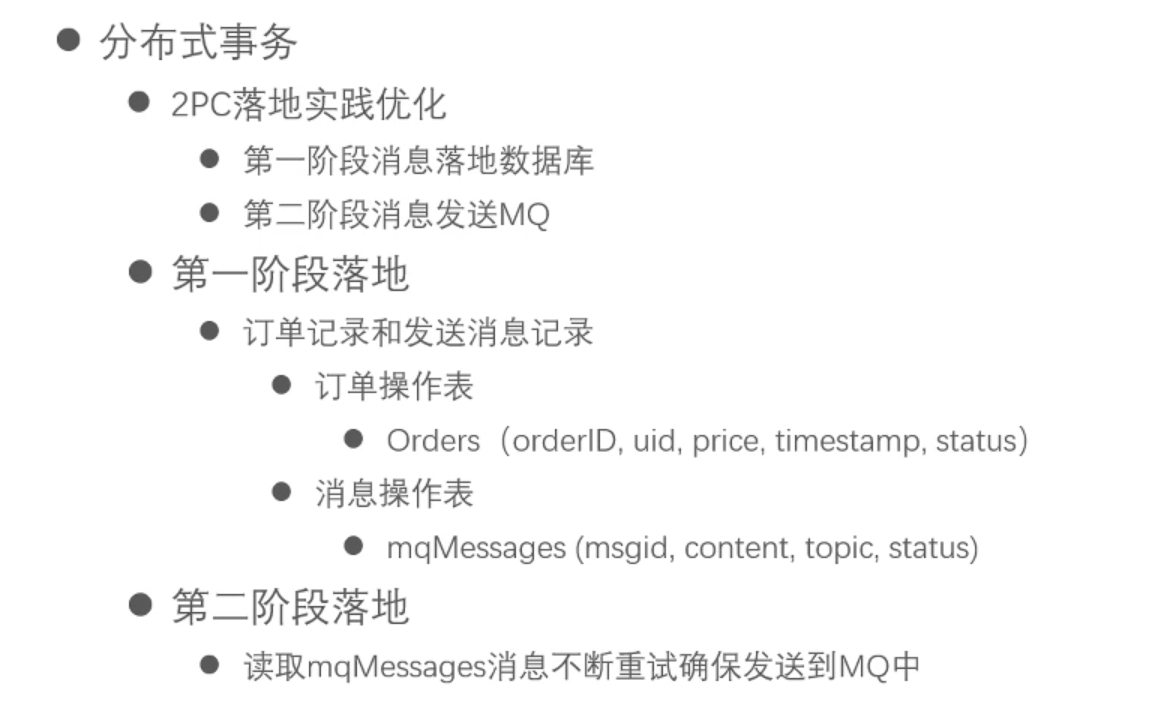 分布式事务
2PC落地实践优化
第一阶段消息落地数据库
第二阶段消息发送MQ
第一阶段落地
订单记录和发送消息记录
订单操作表
Orders（orderID, uid, price, timestamp, status）
消息操作表
mqMessages (msgid, content, topic, status)
第二阶段落地
读取mqMessages消息不断重试确保发送到MQ中